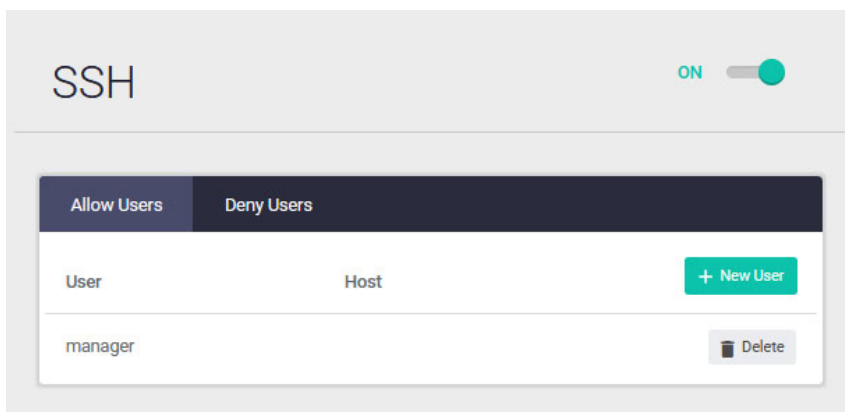 SSH
ON
Allow Users Deny Users
User Host + New User
manager Delete